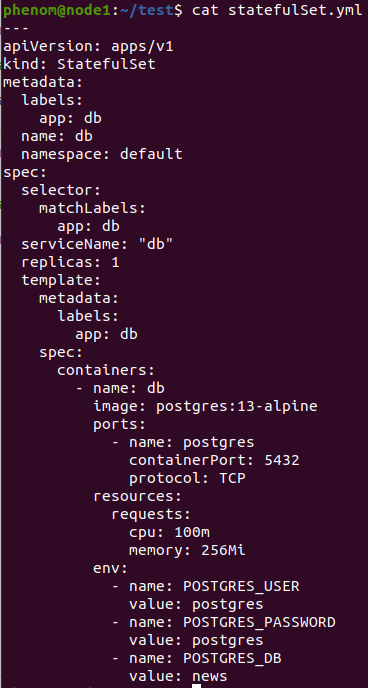 phenom@node1:~/test$ cat statefulSet.yml
---
apiVersion: apps/v1
kind: StatefulSet
metadata:
  labels:
    app: db
  name: db
  namespace: default
spec:
  selector:
    matchLabels:
      app: db
  serviceName: "db"
  replicas: 1
  template:
    metadata:
      labels:
        app: db
    spec:
      containers:
        - name: db
          image: postgres:13-alpine
          ports:
            - name: postgres
              containerPort: 5432
              protocol: TCP
          resources:
            requests:
              cpu: 100m
              memory: 256Mi
          env:
            - name: POSTGRES_USER
              value: postgres
            - name: POSTGRES_PASSWORD
              value: postgres
            - name: POSTGRES_DB
              value: news